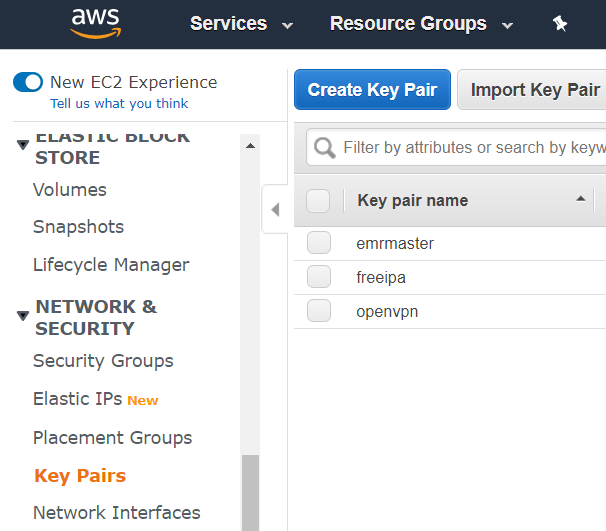 aws
Services
Resource Groups
New EC2 Experience
Tell us what you think
ELASTIC BLOCK
STORE
Volumes
Snapshots
Lifecycle Manager
NETWORK &
SECURITY
Security Groups
Elastic IPs New
Placement Groups
Key Pairs
Network Interfaces
Create Key Pair
Import Key Pair
Filter by attributes or search by keyw
Key pair name
emrmaster
freeipa
openvpn